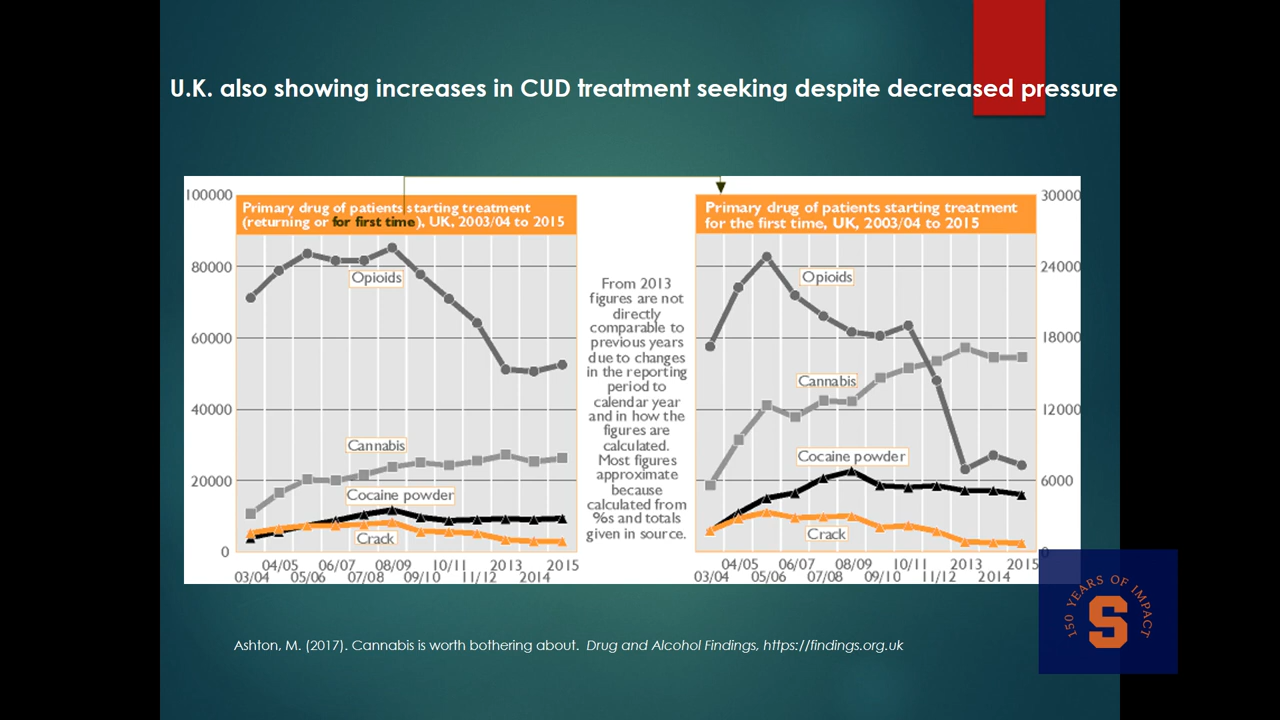 U.K. also showing increases in CUD treatment seeking despite decreased pressure
100000
80000
60000
40000
20000
0
Primary drug of patients starting treatment
(returning or for first time), UK, 2003/04 to 2015
Opioids
Cannabis
Cocaine powder
Crack
04/05 06/07 08/09 10/11 2013 2015
03/04 05/06 07/08 09/10 11/12 2014
From 2013
figures are not
directly
comparable to
previous years
due to changes
in the reporting
period to
calendar year
and in how the
figures are
calculated.
Most figures
approximate
because
calculated from
%s and totals
given in source.
Primary drug of patients starting treatment
for the first time, UK, 2003/04 to 2015
Opioids
Cannabis
Cocaine powder
Crack
30000
24000
18000
12000
6000
0
04/05 06/07 08/09 10/11 2013 2015
03/04 05/06 07/08 09/10 11/12 2014
150 YEARS OF IMPACT
S
Ashton, M. (2017). Cannabis is worth bothering about. Drug and Alcohol Findings, https://findings.org.uk